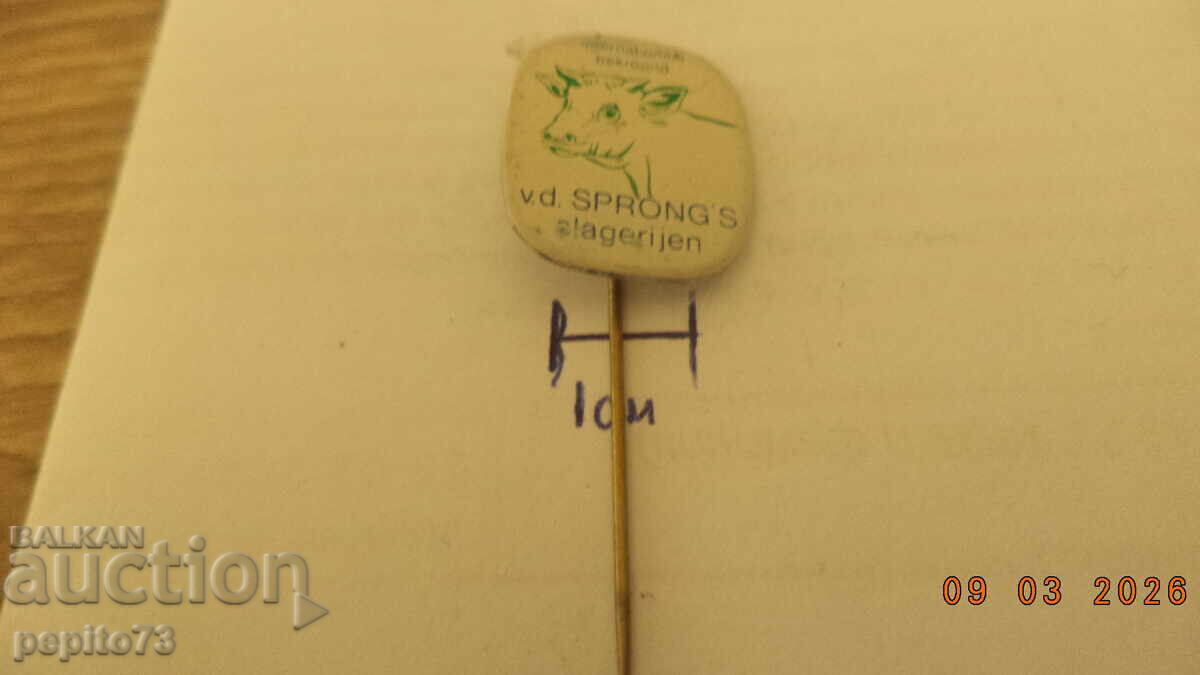 internationaal
bekroond
v.d. SPRONG'S
slagerijen
1cm
BALKAN
auction
pepito73
09 03 2026